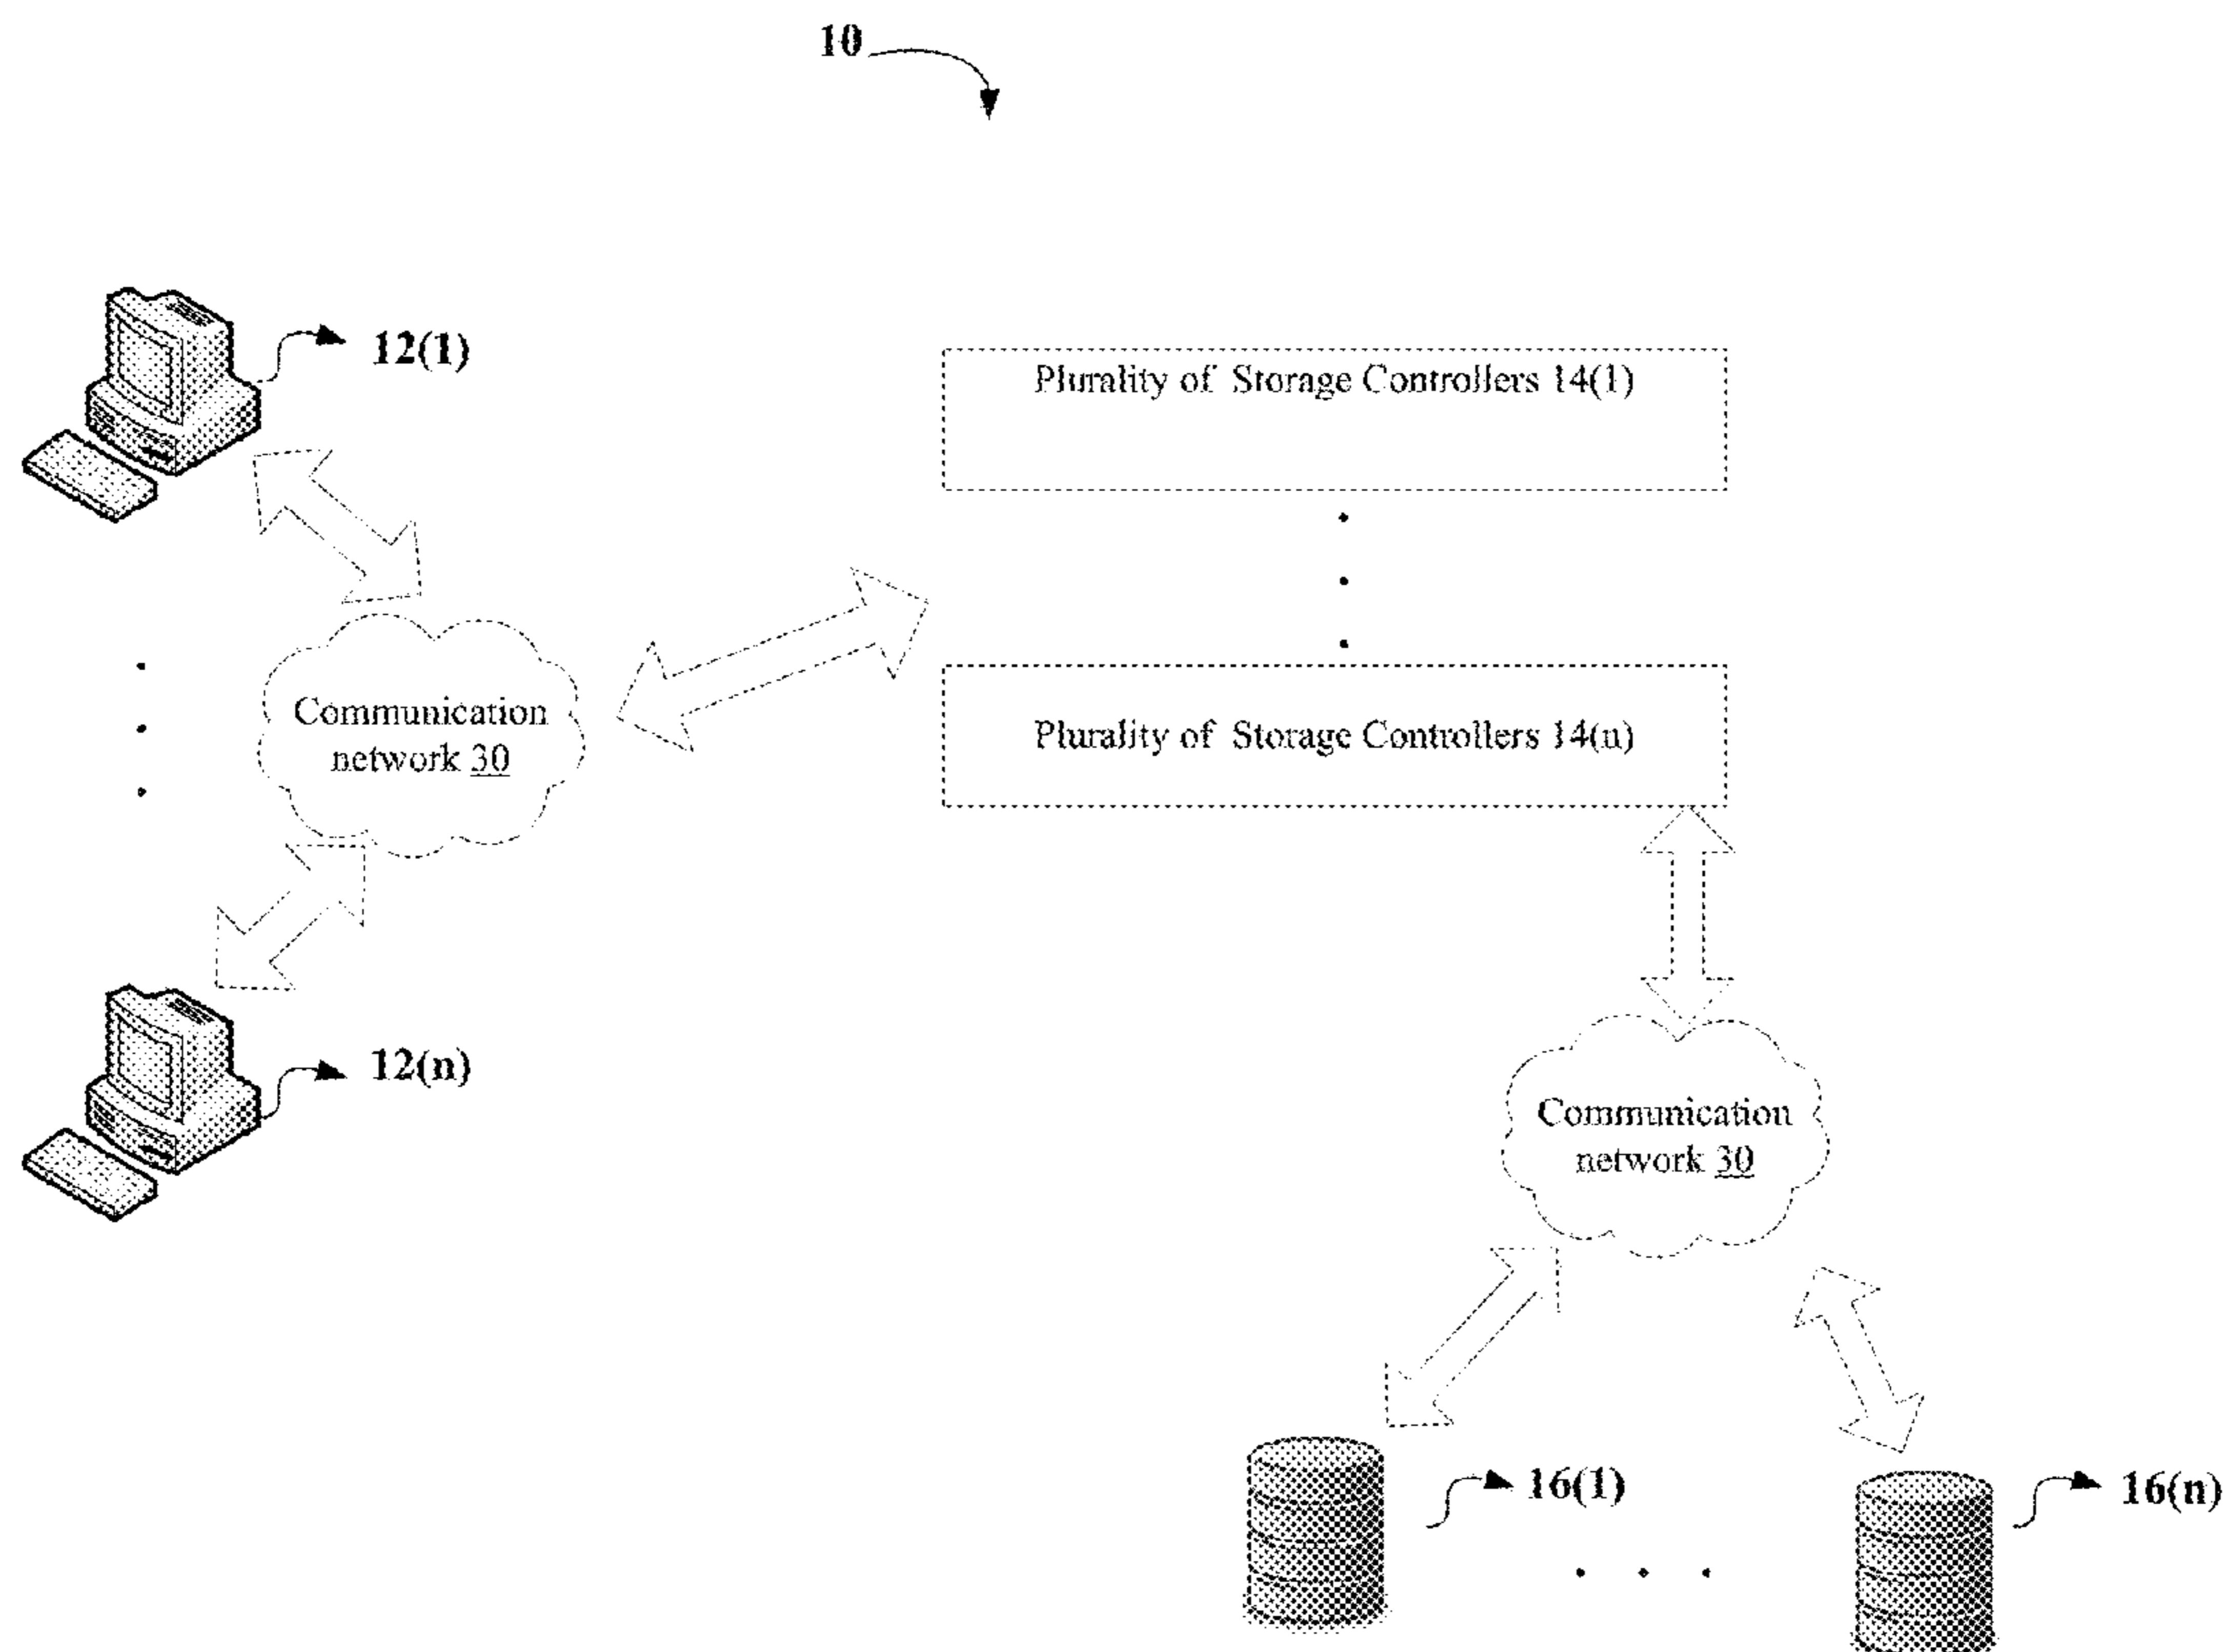 10
12(1)
Plurality of Storage Controllers 14(1)
Communication
network 30
Plurality of Storage Controllers 14(n)
12(n)
Communication
network 30
16(1)
16(n)